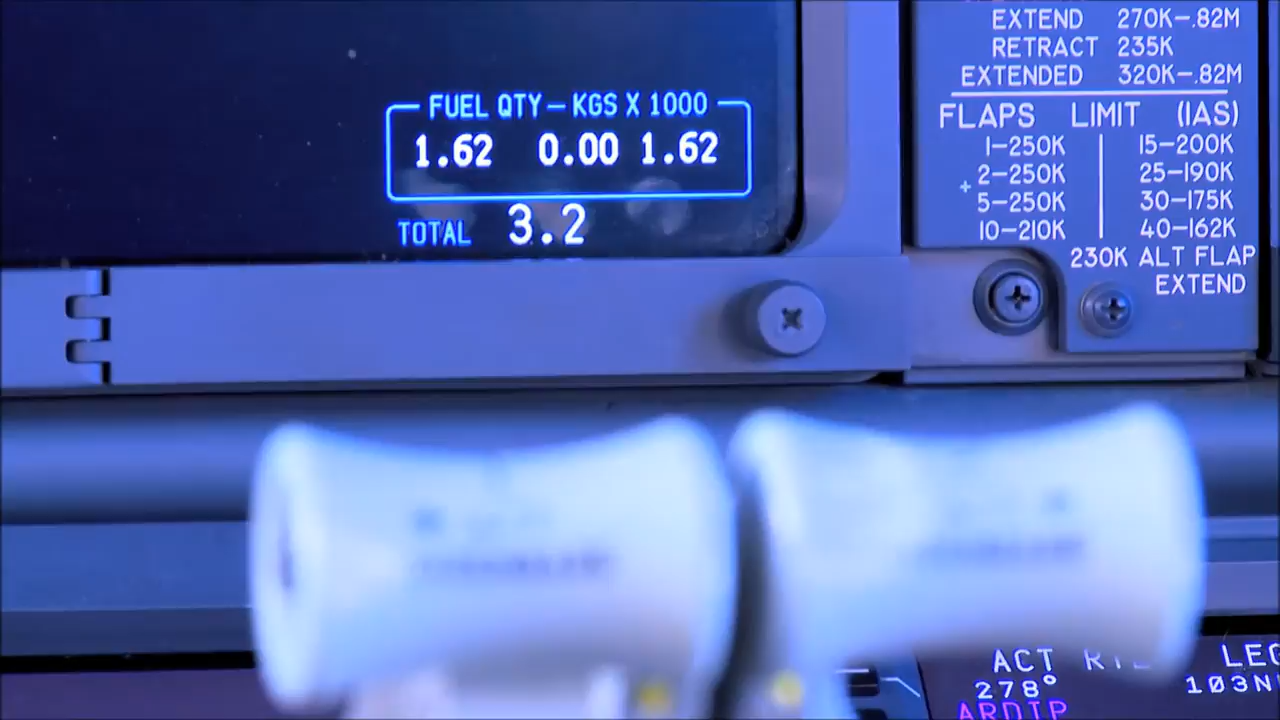 FUEL QTY – KGS X 1000
1.62 0.00 1.62
TOTAL 3.2
EXTEND 270K–.82M
RETRACT 235K
EXTENDED 320K–.82M
FLAPS LIMIT (IAS)
1–250K 15–200K
2–250K 25–190K
5–250K 30–175K
10–210K 40–162K
230K ALT FLAP
EXTEND
ACT
278°